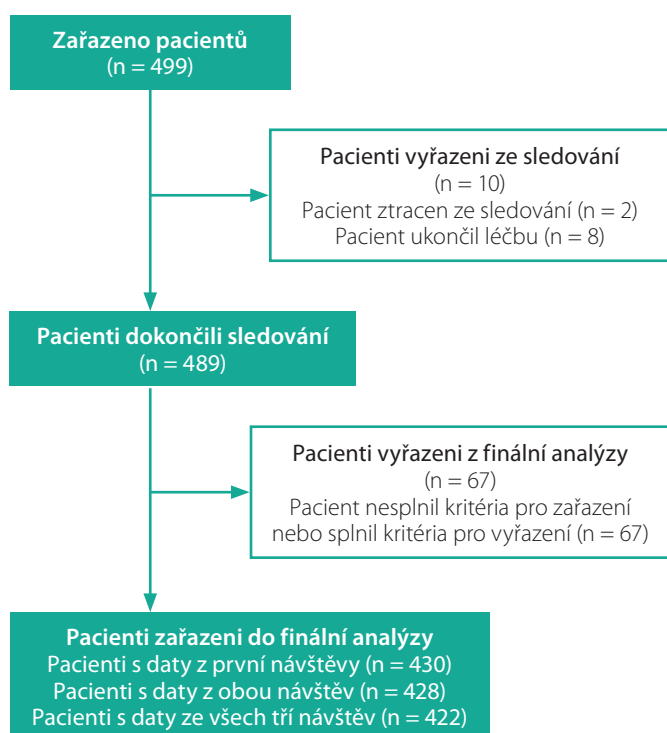 Zařazeno pacientů
(n = 499)
Pacienti vyřazeni ze sledování
(n = 10)
Pacient ztracen ze sledování (n = 2)
Pacient ukončil léčbu (n = 8)
Pacienti dokončili sledování
(n = 489)
Pacienti vyřazeni z finální analýzy
(n = 67)
Pacient nesplnil kritéria pro zařazení
nebo splnil kritéria pro vyřazení (n = 67)
Pacienti zařazeni do finální analýzy
Pacienti s daty z první návštěvy (n = 430)
Pacienti s daty z obou návštěv (n = 428)
Pacienti s daty ze všech tří návštěv (n = 422)